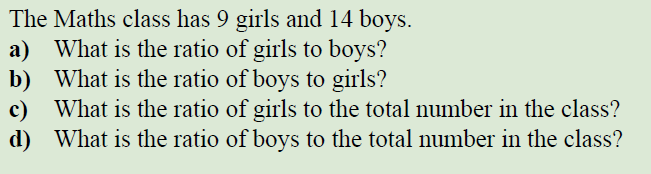 The Maths class has 9 girls and 14 boys.
a) What is the ratio of girls to boys?
b) What is the ratio of boys to girls?
c) What is the ratio of girls to the total number in the class?
d) What is the ratio of boys to the total number in the class?